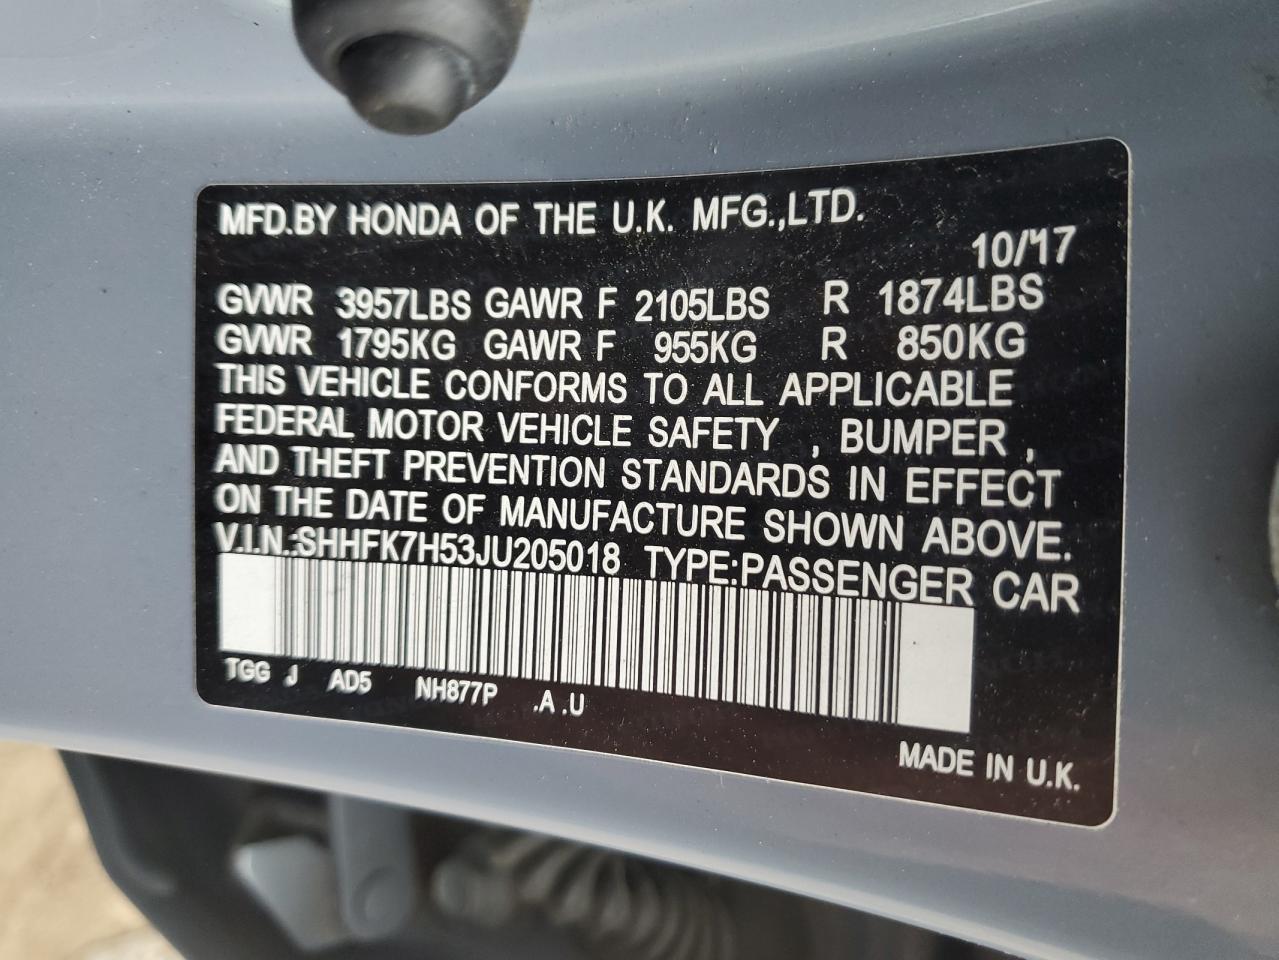 MFD.BY HONDA OF THE U.K. MFG.,LTD.
10/'17
GVWR 3957LBS GAWR F 2105LBS R 1874LBS
GVWR 1795KG GAWR F 955KG R 850KG
THIS VEHICLE CONFORMS TO ALL APPLICABLE
FEDERAL MOTOR VEHICLE SAFETY , BUMPER ,
AND THEFT PREVENTION STANDARDS IN EFFECT
ON THE DATE OF MANUFACTURE SHOWN ABOVE.
V.I.N.:SHHFK7H53JU205018 TYPE:PASSENGER CAR
TGG J AD5 NH877P .A .U
MADE IN U.K.